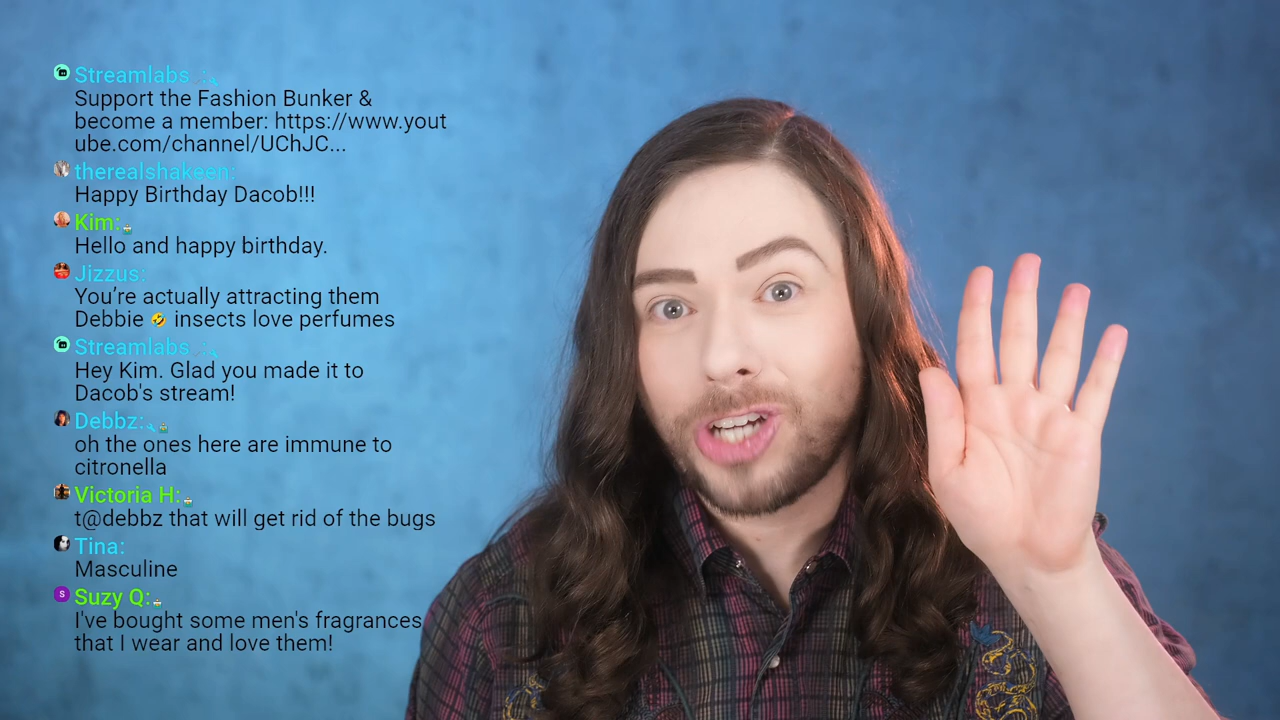 Streamlabs :
Support the Fashion Bunker &
become a member: https://www.yout
ube.com/channel/UChJC...
therealshakeen:
Happy Birthday Dacob!!!
Kim:
Hello and happy birthday.
Jizzus:
You’re actually attracting them
Debbie 🤣 insects love perfumes
Streamlabs :
Hey Kim. Glad you made it to
Dacob's stream!
Debbz:
oh the ones here are immune to
citronella
Victoria H:
t@debbz that will get rid of the bugs
Tina:
Masculine
S Suzy Q:
I've bought some men's fragrances
that I wear and love them!